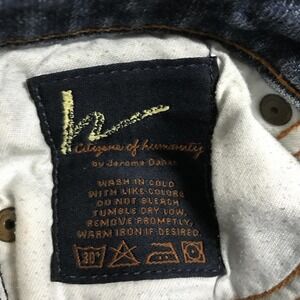 h
Citizens of humanity
by Jerome Dahan
WASH IN COLD
WITH LIKE COLORS
DO NOT BLEACH
TUMBLE DRY LOW,
REMOVE PROMPTLY,
WARM IRON IF DESIRED.
30°